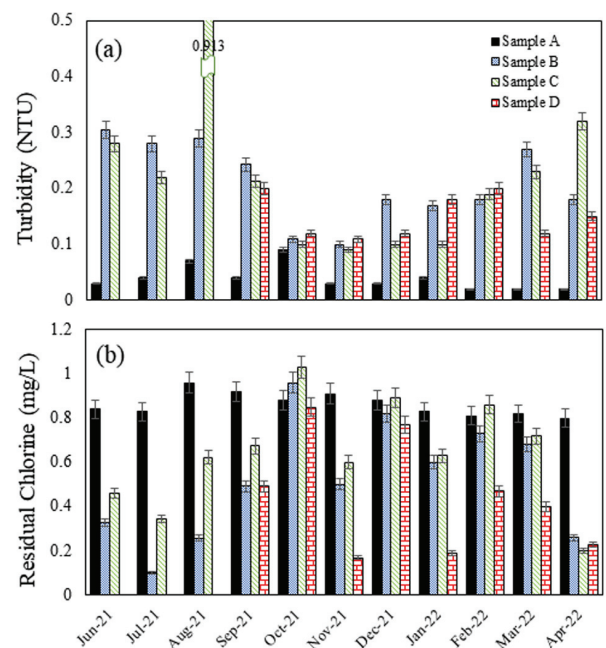 0.5
(a)
0.913
Sample A
Sample B
Sample C
Sample D
0.4
0.3
0.2
0.1
0
Turbidity (NTU)
1.2
(b)
1
0.8
0.6
0.4
0.2
0
Residual Chlorine (mg/L)
Jun-21
Jul-21
Aug-21
Sep-21
Oct-21
Nov-21
Dec-21
Jan-22
Feb-22
Mar-22
Apr-22